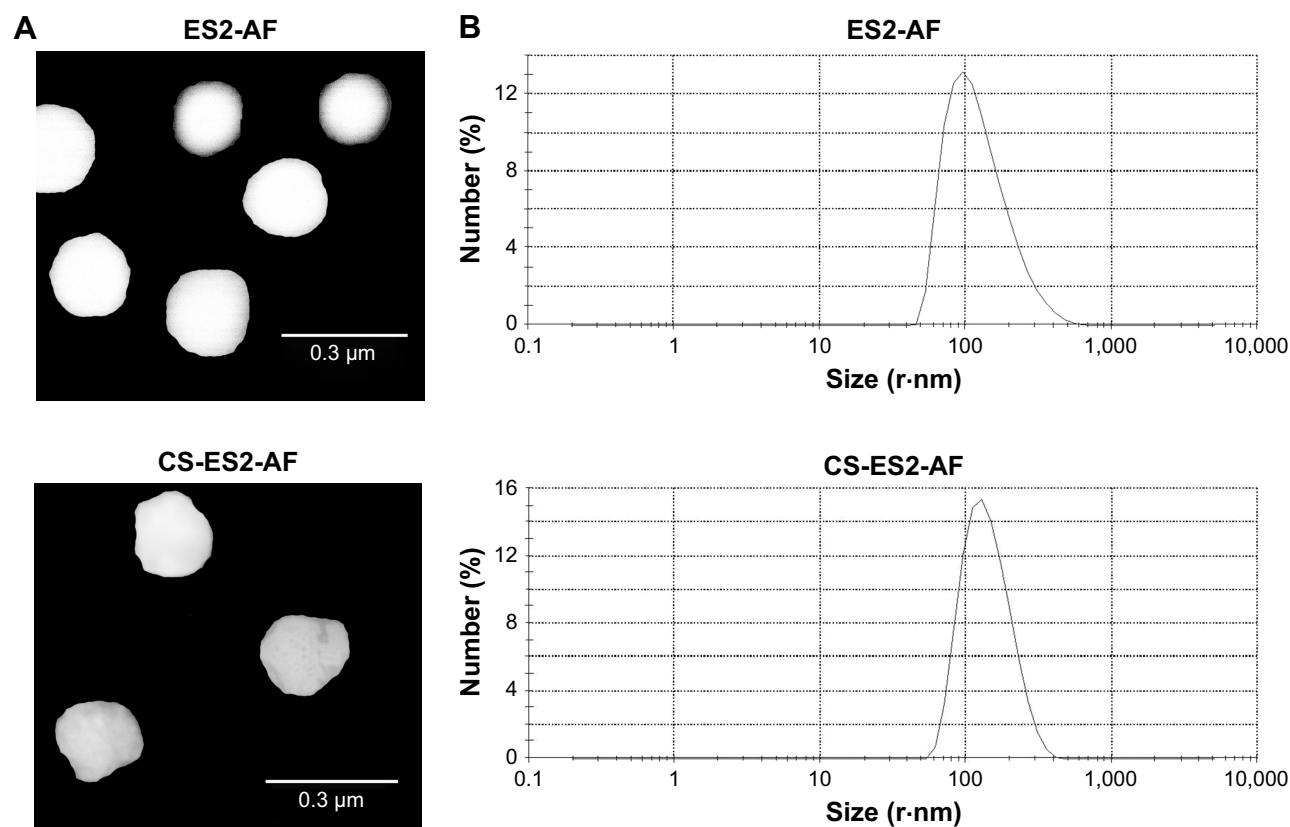 A
ES2-AF
0.3 µm
CS-ES2-AF
0.3 µm
B
ES2-AF
Number (%)
12
8
4
0
0.1 1 10 100 1,000 10,000
Size (r·nm)
CS-ES2-AF
Number (%)
16
12
8
4
0
0.1 1 10 100 1,000 10,000
Size (r·nm)